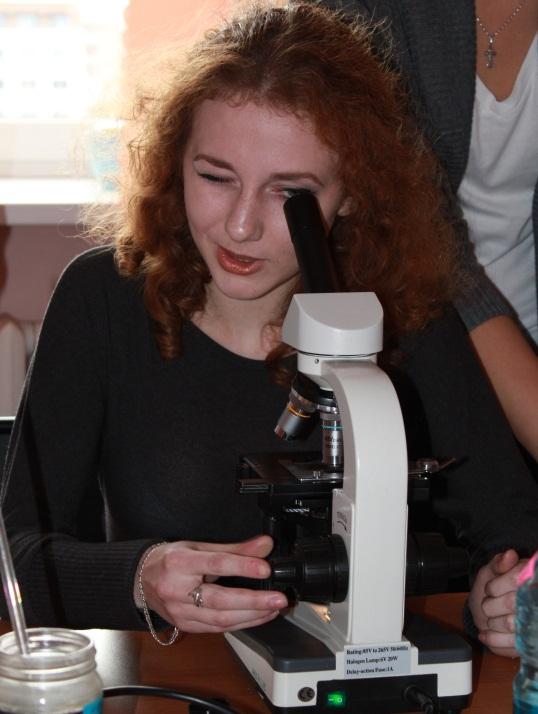 Rating:85V to 265V 50/60Hz
Halogen Lamp:6V 20W
Delay-action Fuse:1A